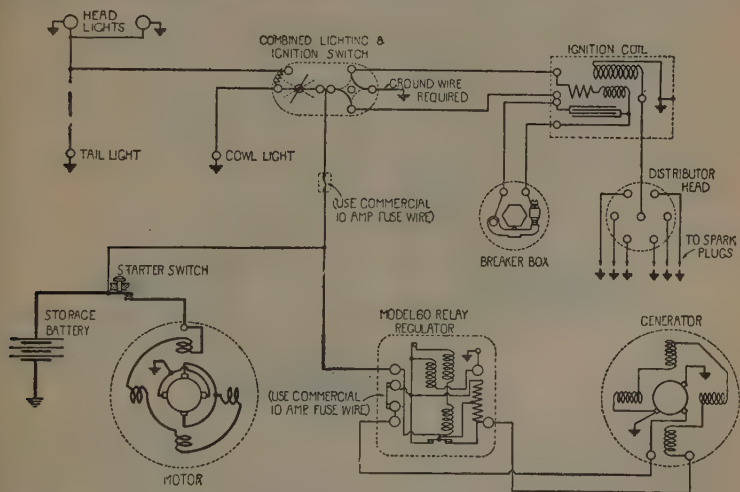 HEAD
LIGHTS
COMBINED LIGHTING &
IGNITION SWITCH
IGNITION COIL
GROUND WIRE
REQUIRED
TAIL LIGHT
COWL LIGHT
(USE COMMERCIAL
10 AMP FUSE WIRE)
BREAKER BOX
DISTRIBUTOR
HEAD
TO SPARK
PLUGS
STARTER SWITCH
STORAGE
BATTERY
MOTOR
MODEL 60 RELAY
REGULATOR
(USE COMMERCIAL
10 AMP FUSE WIRE)
GENERATOR